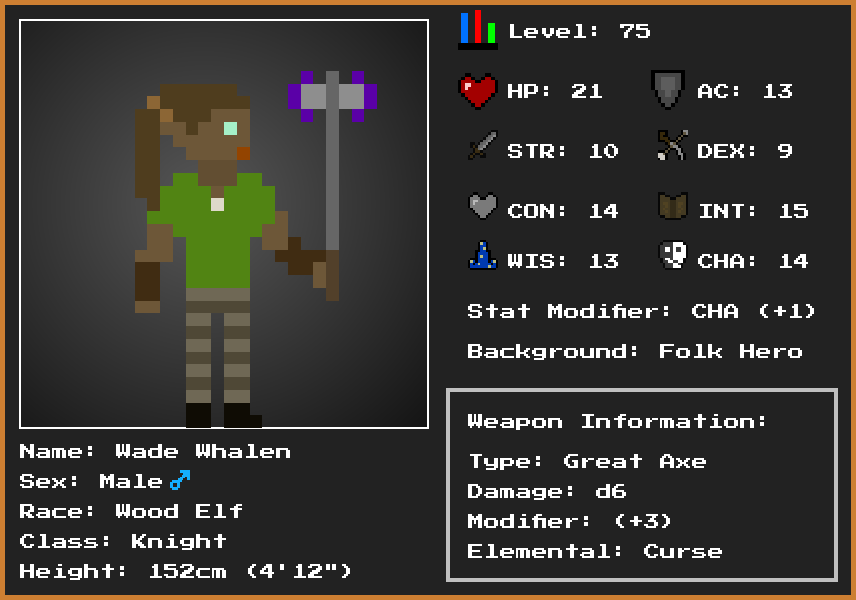 Level: 75
HP: 21 AC: 13
STR: 10 DEX: 9
CON: 14 INT: 15
WIS: 13 CHA: 14
Stat Modifier: CHA (+1)
Background: Folk Hero
Weapon Information:
Type: Great Axe
Damage: d6
Modifier: (+3)
Elemental: Curse
Name: Wade Whalen
Sex: Male ♂
Race: Wood Elf
Class: Knight
Height: 152cm (4'12")